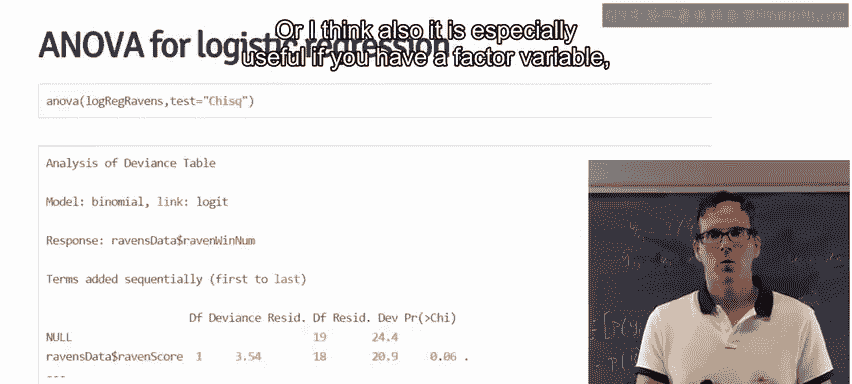 ANOVA for logistic regression
Or I think also it is especially
useful if you have a factor variable,
anova(logRegRavens,test="Chisq")
Analysis of Deviance Table
Model: binomial, link: logit
Response: ravensData$ravenWinNum
Terms added sequentially (first to last)
Df Deviance Resid. Df Resid. Dev Pr(>Chi)
NULL 19 24.4
ravensData$ravenScore 1 3.54 18 20.9 0.06 .
---